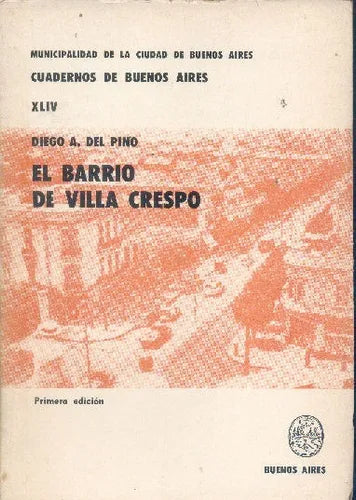 MUNICIPALIDAD DE LA CIUDAD DE BUENOS AIRES
CUADERNOS DE BUENOS AIRES
XLIV
DIEGO A. DEL PINO
EL BARRIO
DE VILLA CRESPO
Primera edición
BUENOS AIRES